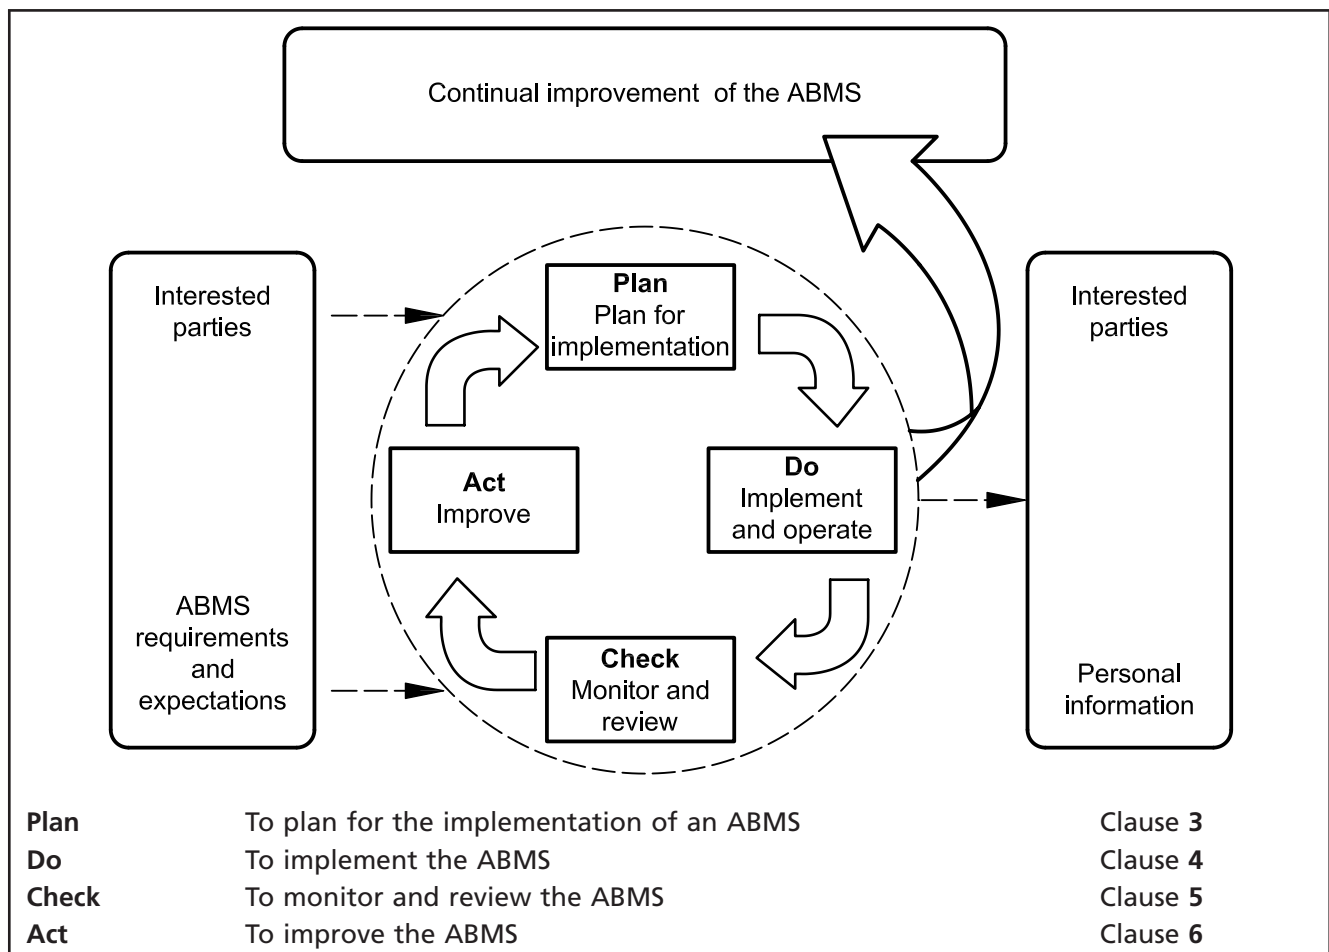 Continual improvement of the ABMS
Interested
parties
ABMS
requirements
and
expectations
Plan
Plan for
implementation
Do
Implement
and operate
Check
Monitor and
review
Act
Improve
Interested
parties
Personal
information
Plan To plan for the implementation of an ABMS Clause 3
Do To implement the ABMS Clause 4
Check To monitor and review the ABMS Clause 5
Act To improve the ABMS Clause 6